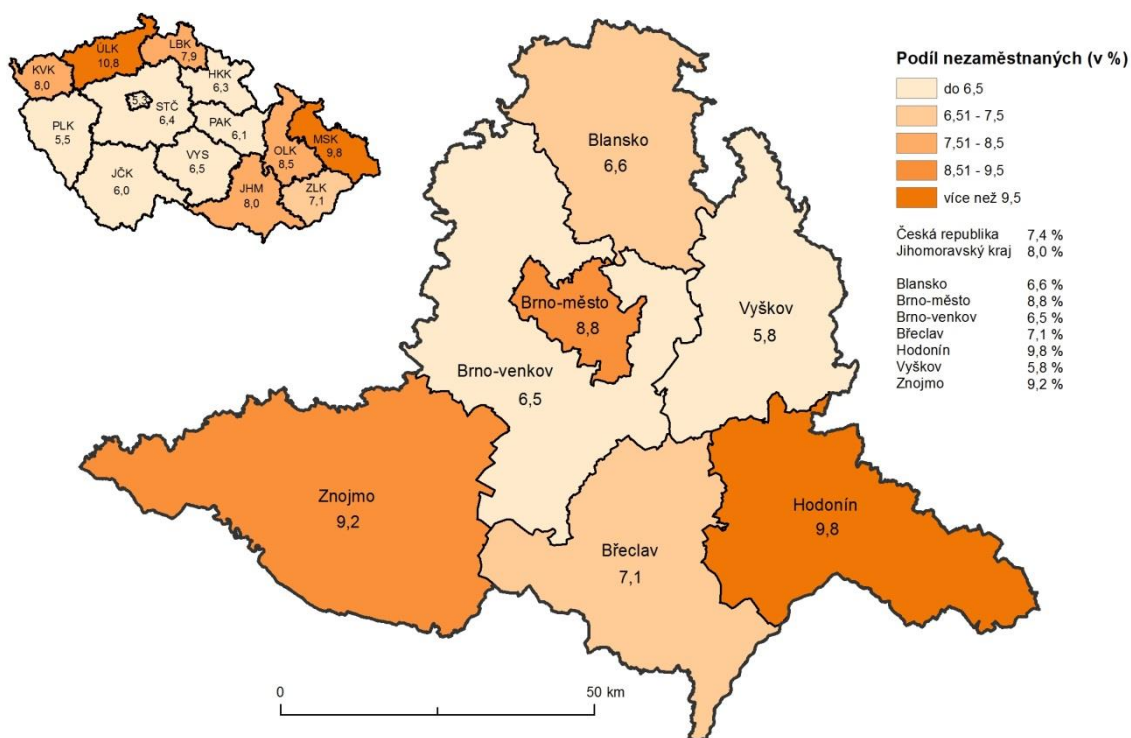 ÚLK
10,8
LBK
7,9
KVK
8,0
HKK
6,3
5,3
STČ
6,4
PLK
5,5
PAK
6,1
MSK
9,8
OLK
8,5
VYS
6,5
JČK
6,0
JHM
8,0
ZLK
7,1
Blansko
6,6
Brno-město
8,8
Vyškov
5,8
Brno-venkov
6,5
Znojmo
9,2
Hodonín
9,8
Břeclav
7,1
0 50 km
Podíl nezaměstnaných (v %)
do 6,5
6,51 - 7,5
7,51 - 8,5
8,51 - 9,5
více než 9,5
Česká republika 7,4 %
Jihomoravský kraj 8,0 %
Blansko 6,6 %
Brno-město 8,8 %
Brno-venkov 6,5 %
Břeclav 7,1 %
Hodonín 9,8 %
Vyškov 5,8 %
Znojmo 9,2 %